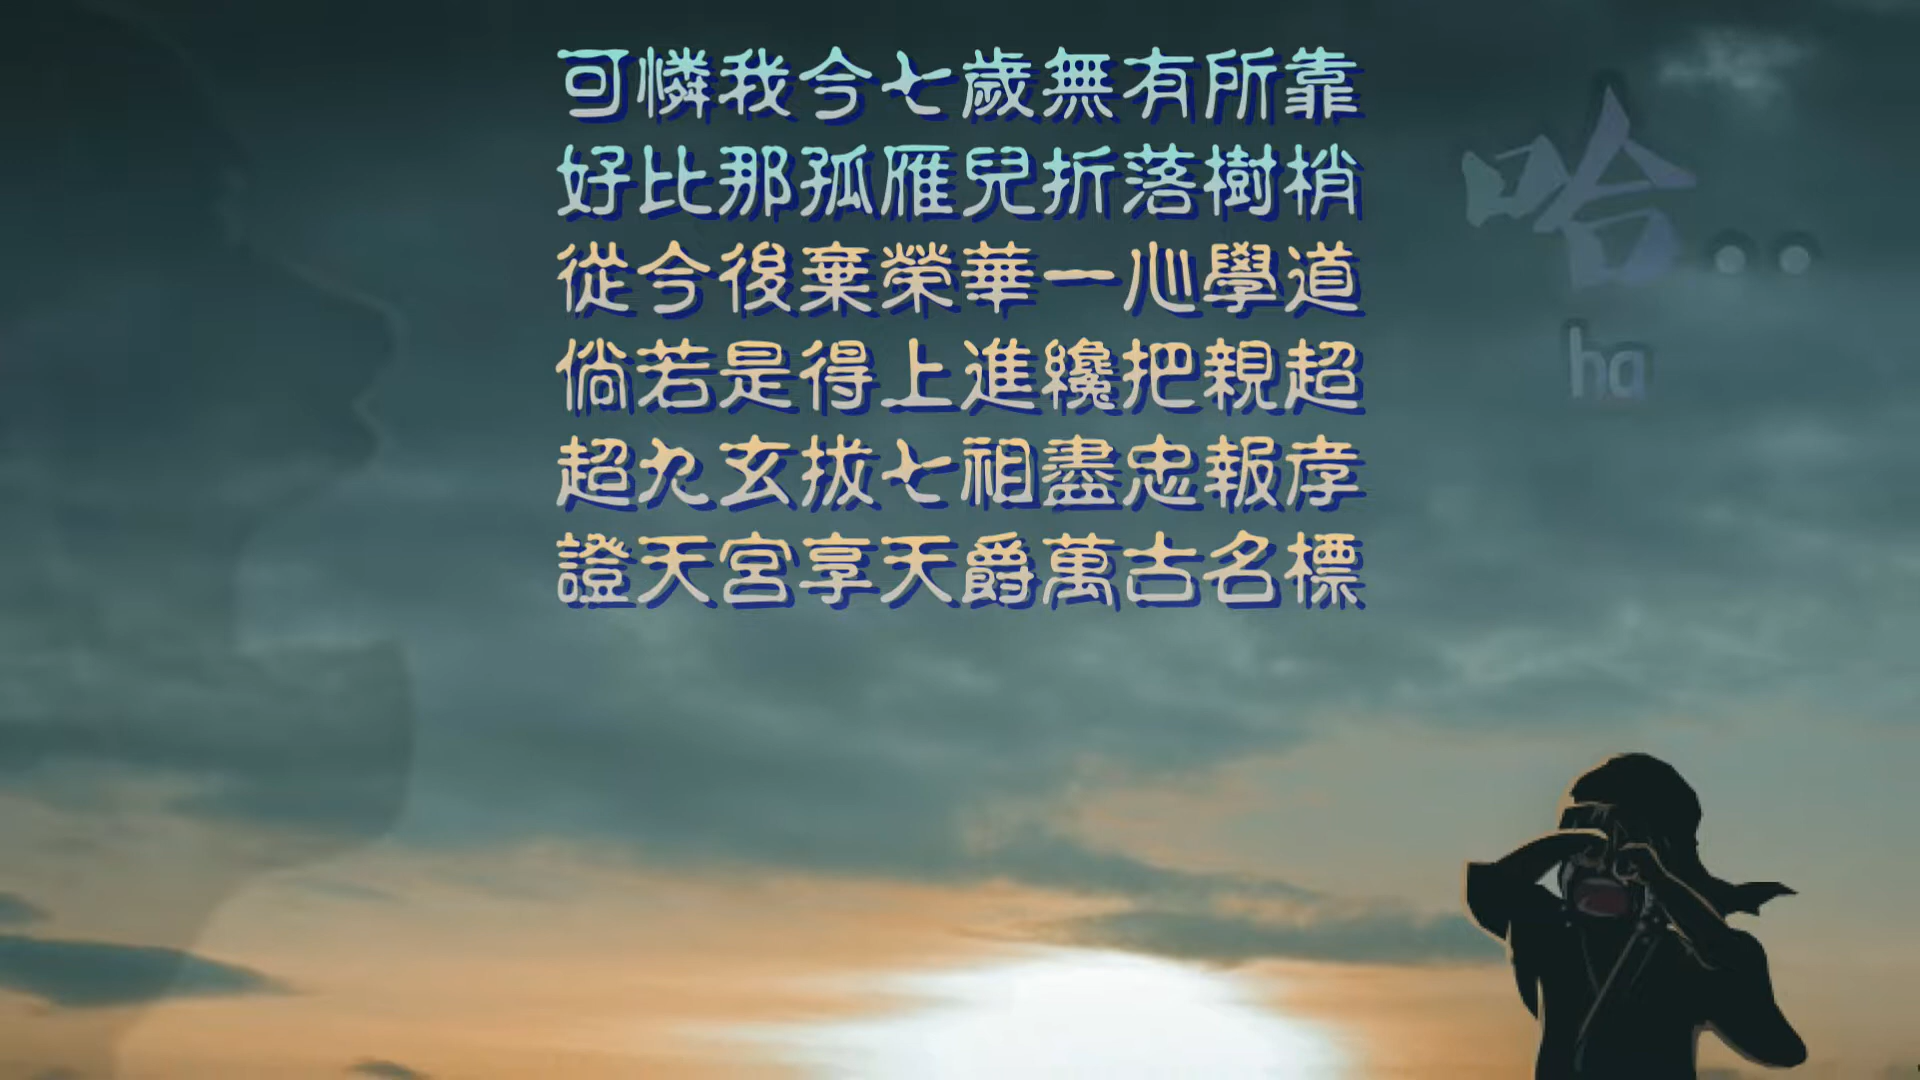 可憐我今七歲無有所靠
好比那孤雁兒折落樹梢
從今後棄榮華一心學道
倘若是得上進纔把親超
超九玄拔七祖盡忠報孝
證天宮享天爵萬古名標
哈..
ha